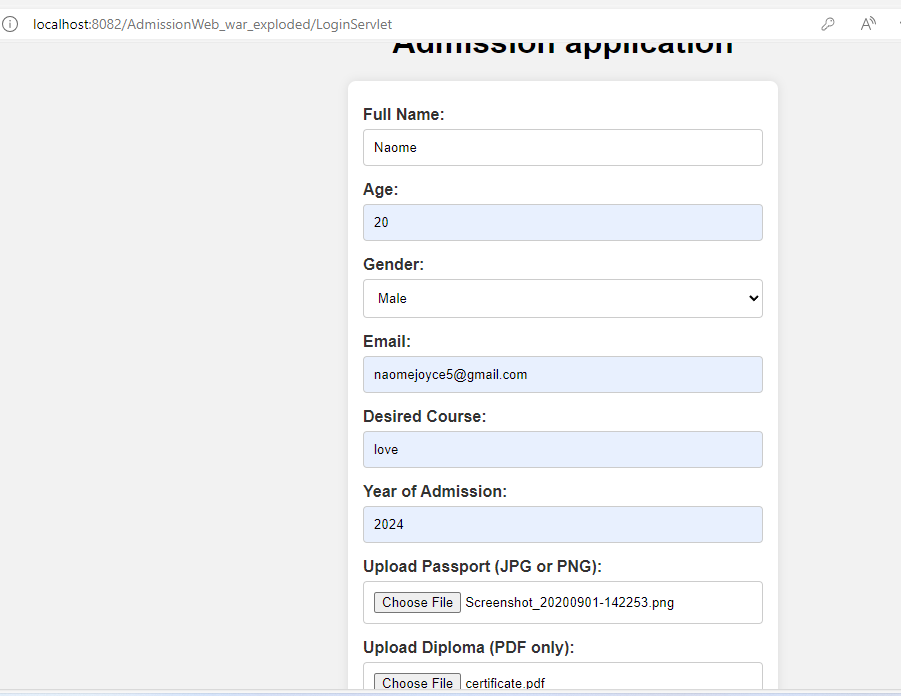 localhost:8082/AdmissionWeb_war_exploded/LoginServlet
Admission application
Full Name:
Naome
Age:
20
Gender:
Male
Email:
naomejoyce5@gmail.com
Desired Course:
love
Year of Admission:
2024
Upload Passport (JPG or PNG):
Choose File Screenshot_20200901-142253.png
Upload Diploma (PDF only):
Choose File certificate.pdf